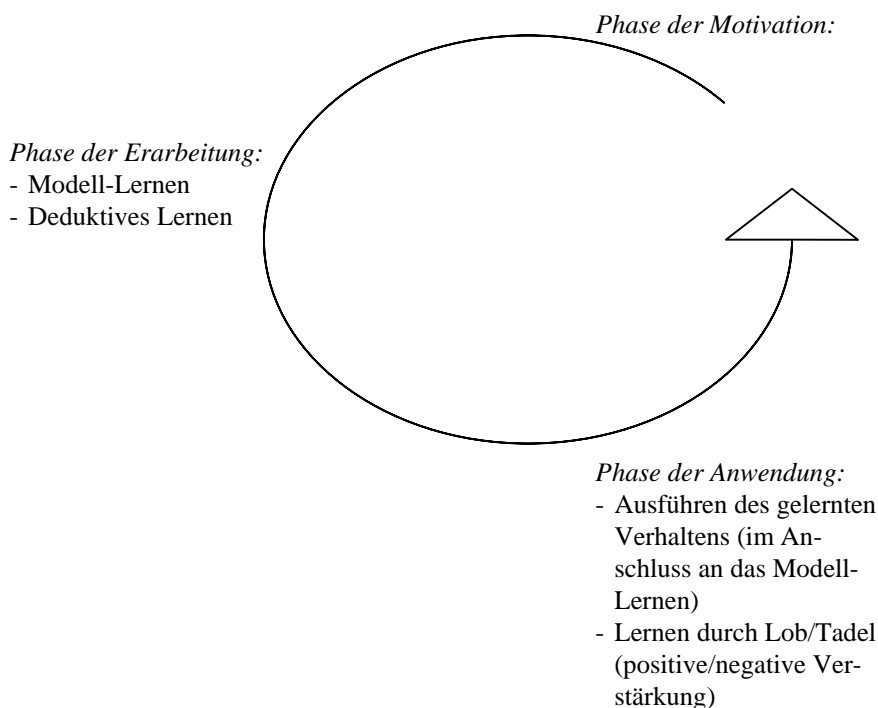 Phase der Motivation:
Phase der Erarbeitung:
- Modell-Lernen
- Deduktives Lernen
Phase der Anwendung:
- Ausführen des gelernten
Verhaltens (im An-
schluss an das Modell-
Lernen)
- Lernen durch Lob/Tadel
(positive/negative Ver-
stärkung)